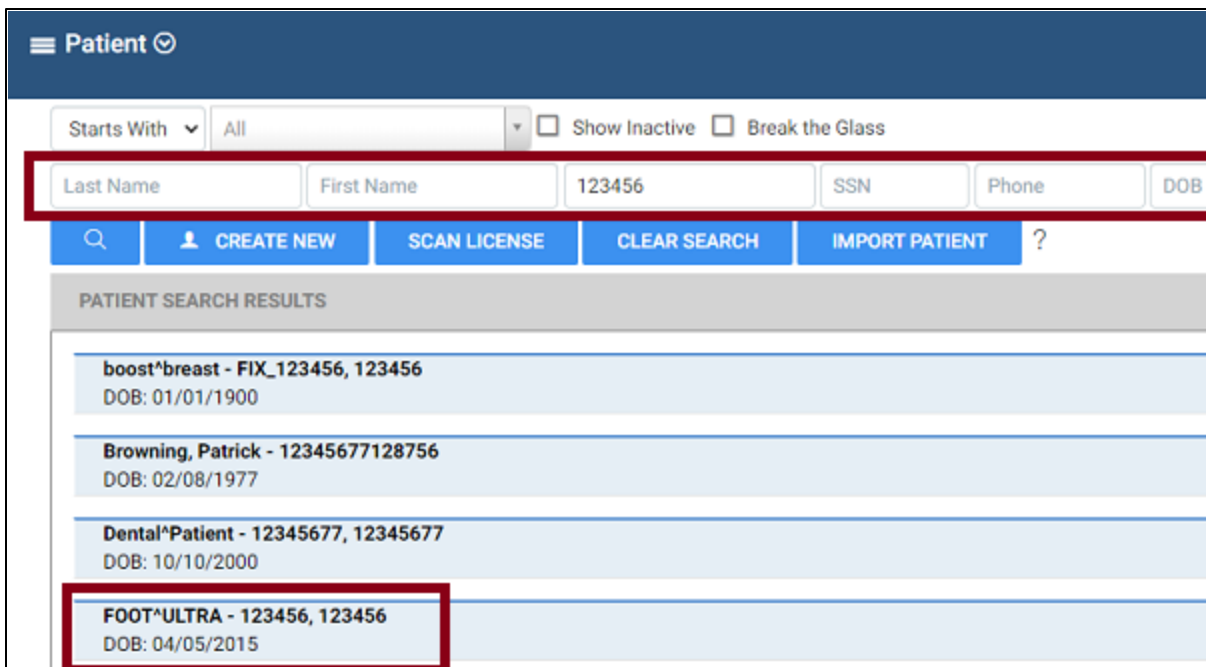 Patient
Starts With All Show Inactive Break the Glass
Last Name First Name 123456 SSN Phone DOB
CREATE NEW SCAN LICENSE CLEAR SEARCH IMPORT PATIENT ?
PATIENT SEARCH RESULTS
boost^breast - FIX_123456, 123456
DOB: 01/01/1900
Browning, Patrick - 12345677128756
DOB: 02/08/1977
Dental^Patient - 12345677, 12345677
DOB: 10/10/2000
FOOT^ULTRA - 123456, 123456
DOB: 04/05/2015